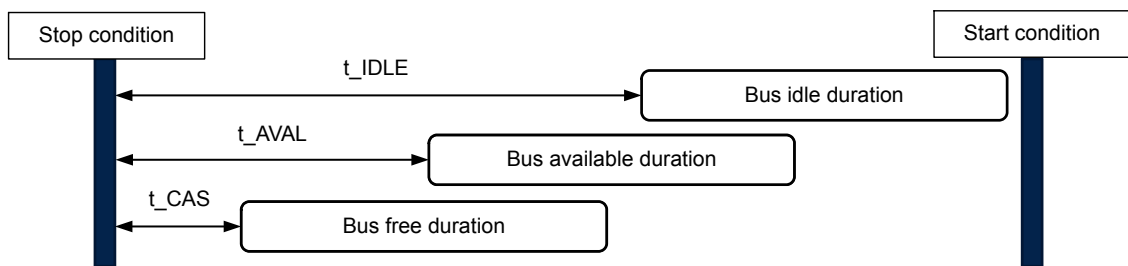 Stop condition
Start condition
t_IDLE
Bus idle duration
t_AVAL
Bus available duration
t_CAS
Bus free duration